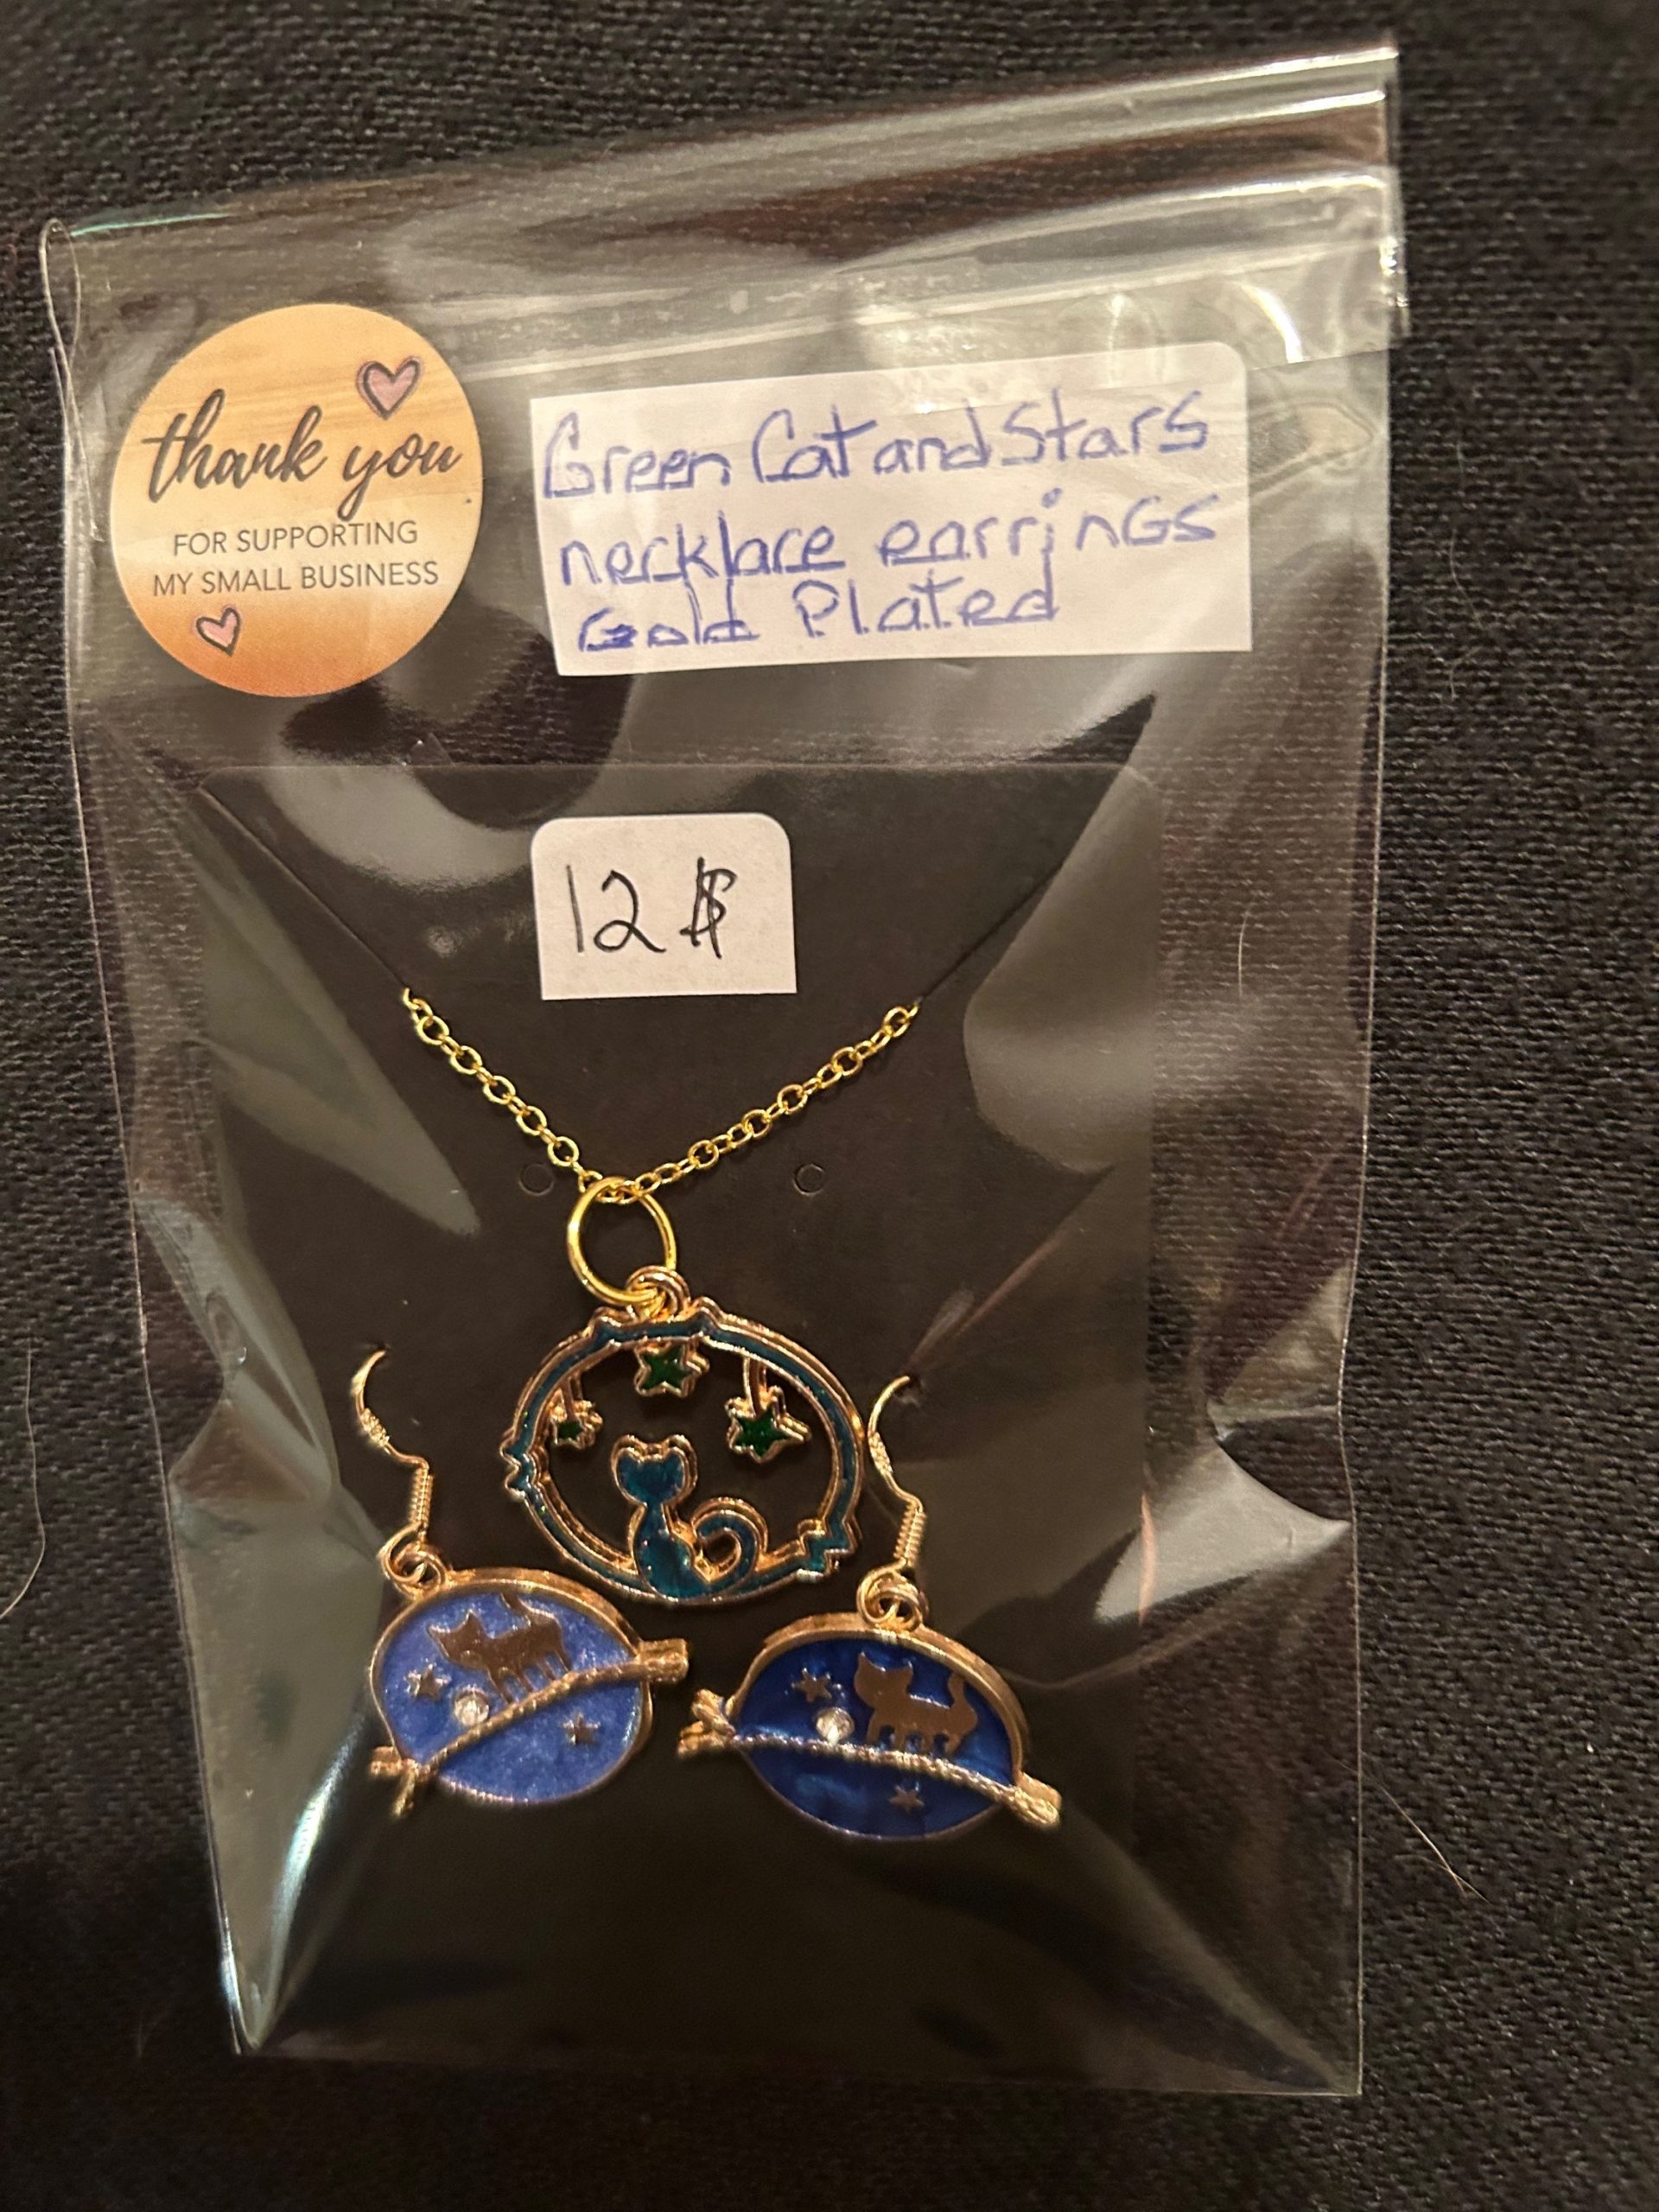 thank you
FOR SUPPORTING
MY SMALL BUSINESS
Green Cat and Stars
necklace earrinGs
Gold Plated
12$